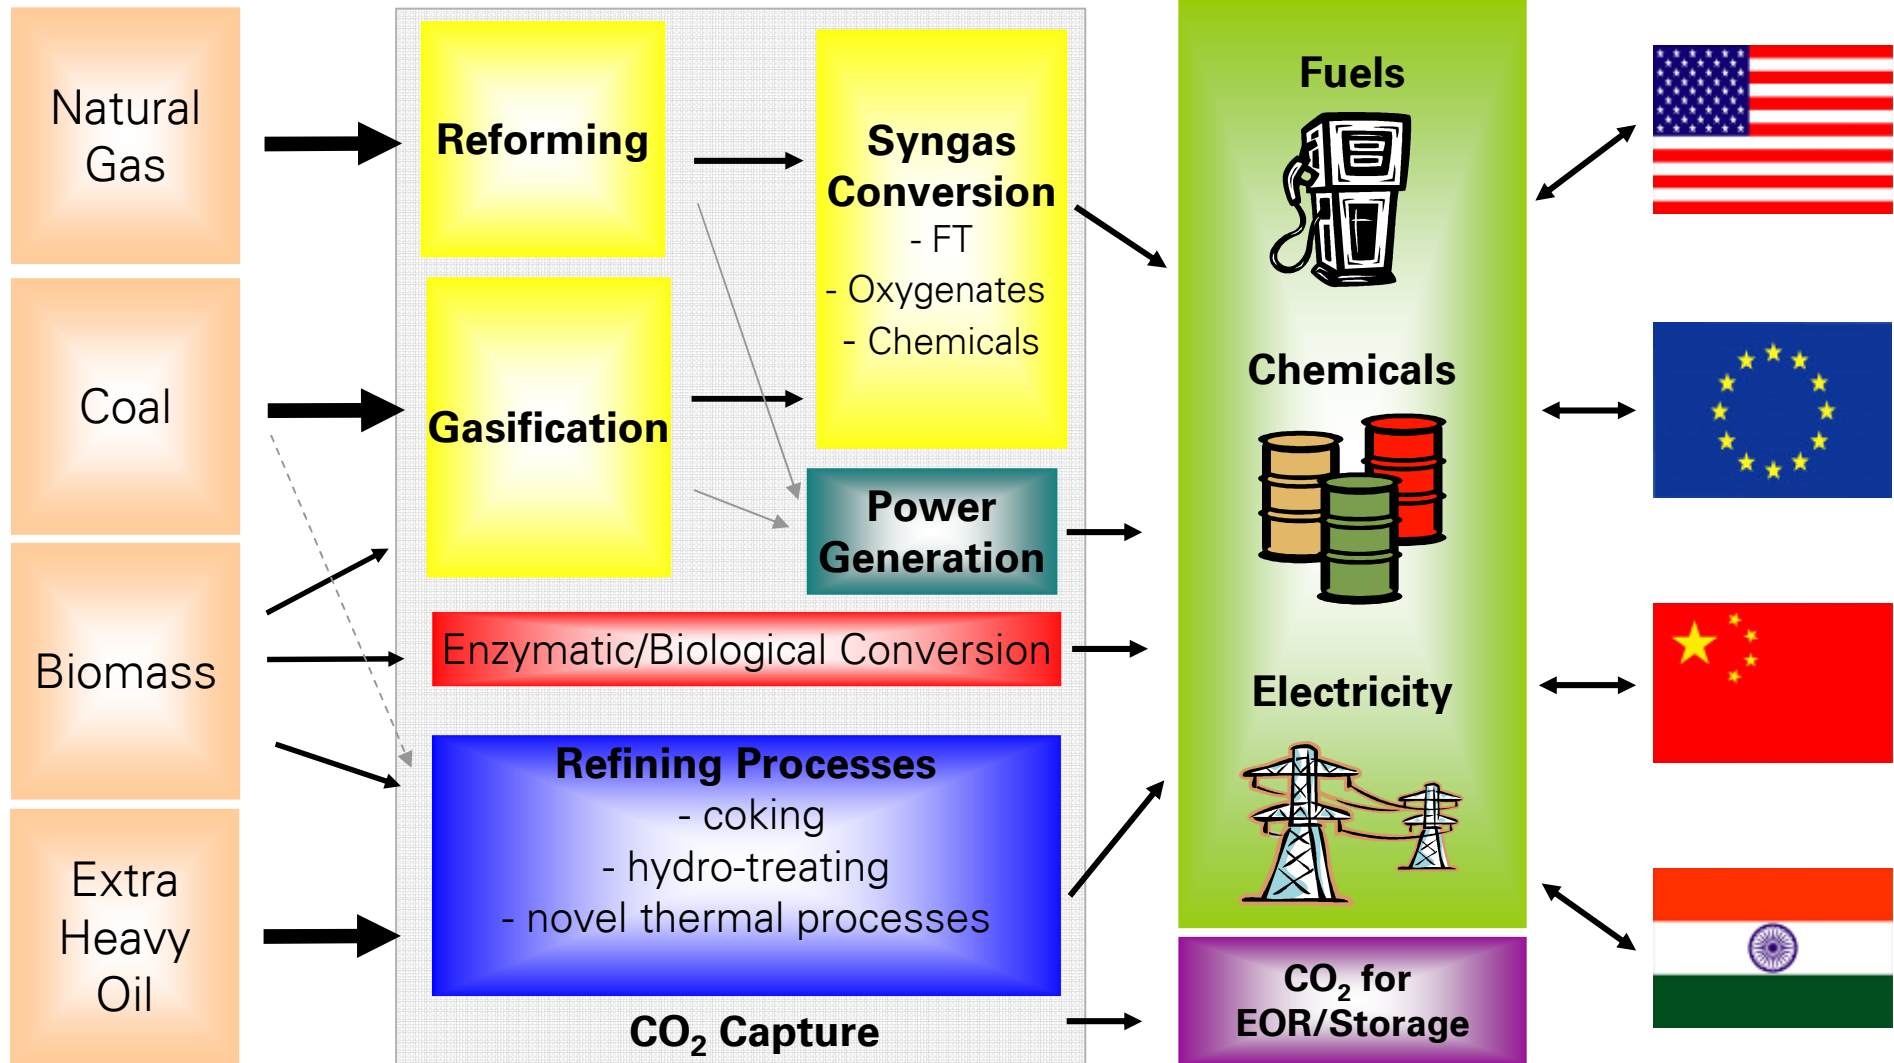 Natural
Gas
Coal
Biomass
Extra
Heavy
Oil
Reforming
Gasification
Syngas
Conversion
- FT
- Oxygenates
- Chemicals
Power
Generation
Enzymatic/Biological Conversion
Refining Processes
- coking
- hydro-treating
- novel thermal processes
CO₂ Capture
Fuels
Chemicals
Electricity
CO₂ for
EOR/Storage